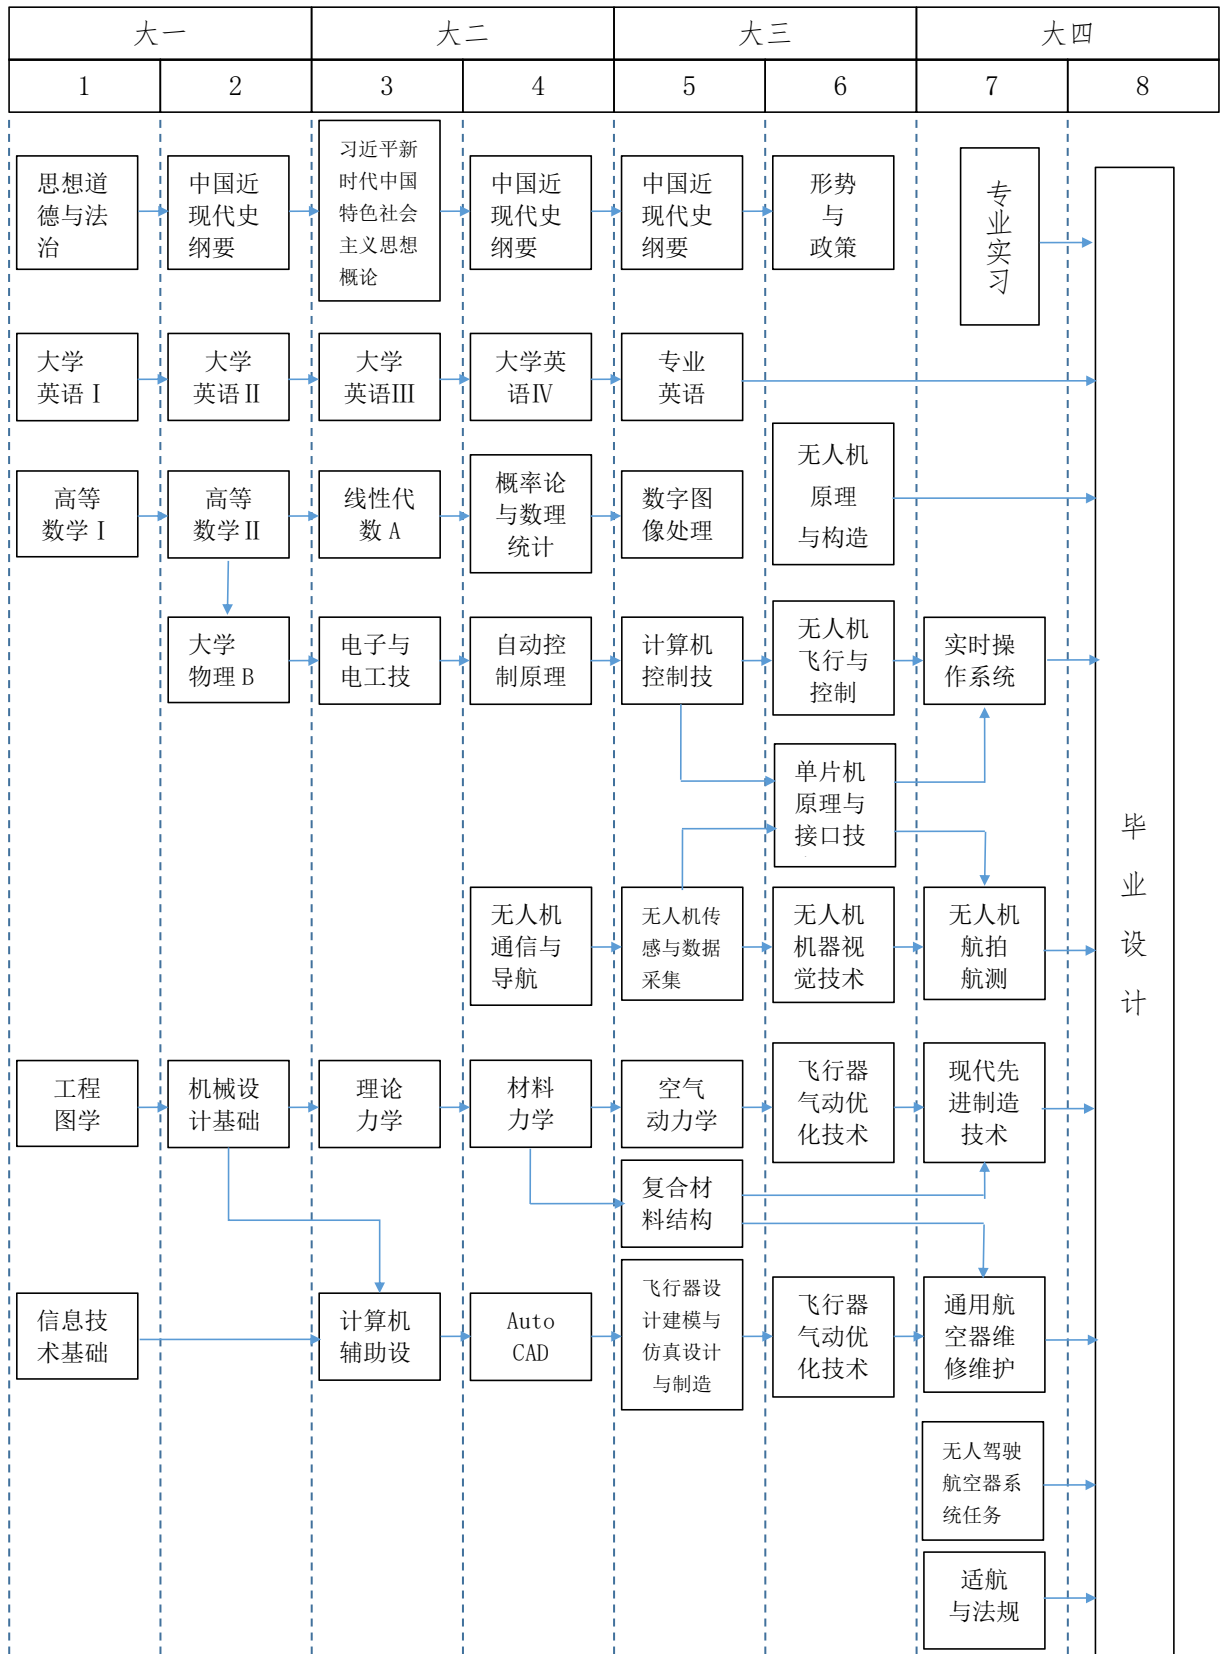 大一
大二
大三
大四
1
2
3
4
5
6
7
8
思想道
德与法
治
中国近
现代史
纲要
习近平新
时代中国
特色社会
主义思想
概论
中国近
现代史
纲要
中国近
现代史
纲要
形势
与
政策
专
业
实
习
大学
英语Ⅰ
大学
英语Ⅱ
大学
英语Ⅲ
大学英
语Ⅳ
专业
英语
高等
数学Ⅰ
高等
数学Ⅱ
线性代
数A
概率论
与数理
统计
数字图
像处理
无人机
原理
与构造
大学
物理B
电子与
电工技
自动控
制原理
计算机
控制技
无人机
飞行与
控制
实时操
作系统
单片机
原理与
接口技
无人机
通信与
导航
无人机传
感与数据
采集
无人机
机器视
觉技术
无人机
航拍
航测
毕
业
设
计
工程
图学
机械设
计基础
理论
力学
材料
力学
空气
动力学
飞行器
气动优
化技术
现代先
进制造
技术
复合材
料结构
信息技
术基础
计算机
辅助设
Auto
CAD
飞行器设
计建模与
仿真设计
与制造
飞行器
气动优
化技术
通用航
空器维
修维护
无人驾驶
航空器系
统任务
适航
与法规